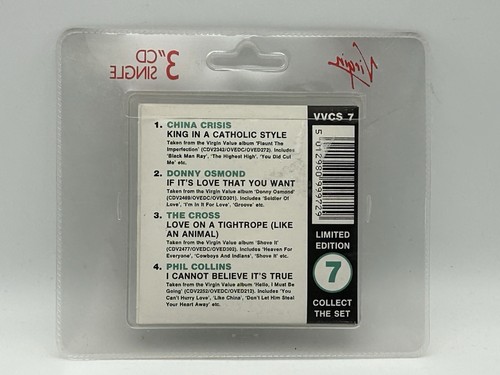 3" CD
SINGLE
Virgin
1. CHINA CRISIS
KING IN A CATHOLIC STYLE
Taken from the Virgin Value album 'Flaunt The
Imperfection' (CDV2342/OVEDC/OVED272). Includes
'Black Man Ray', 'The Highest High', 'You Did Cut
Me' etc.
2. DONNY OSMOND
IF IT'S LOVE THAT YOU WANT
Taken from the Virgin Value album 'Donny Osmond'
(CDV2469/OVEDC/OVED301). Includes 'Soldier Of
Love', 'I'm In It For Love', 'Groove' etc.
3. THE CROSS
LOVE ON A TIGHTROPE (LIKE
AN ANIMAL)
Taken from the Virgin Value album 'Shove It'
(CDV2477/OVEDC/OVED302). Includes 'Heaven For
Everyone', 'Cowboys And Indians', 'Shove It' etc.
4. PHIL COLLINS
I CANNOT BELIEVE IT'S TRUE
Taken from the Virgin Value album 'Hello, I Must Be
Going' (CDV2252/OVEDC/OVED212). Includes 'You
Can't Hurry Love', 'Like China', 'Don't Let Him Steal
Your Heart Away' etc.
VVCS 7
5 012980 999729
LIMITED
EDITION
7
COLLECT
THE SET